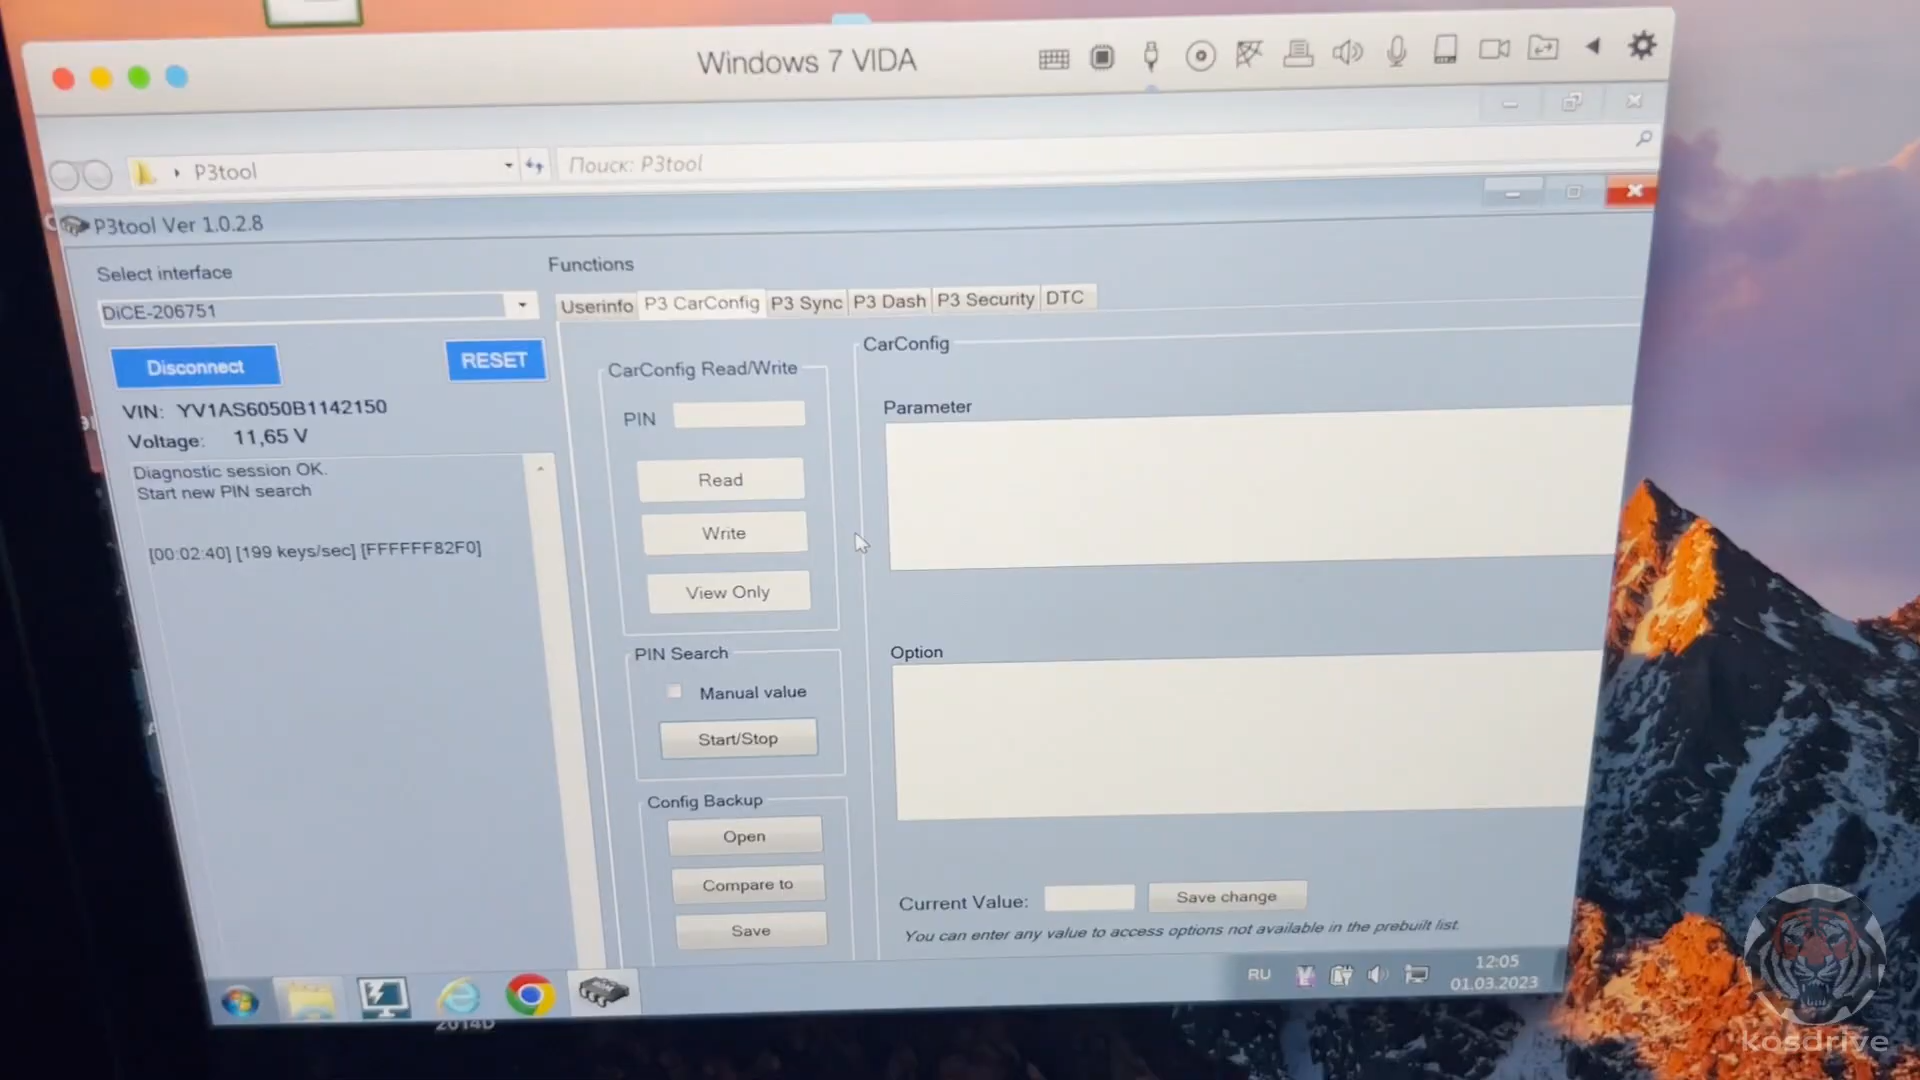 Windows 7 VIDA
P3tool
Поиск: P3tool
P3tool Ver 1.0.2.8
Select interface
DiCE-206751
Disconnect
RESET
VIN: YV1AS6050B1142150
Voltage: 11,65 V
Diagnostic session OK.
Start new PIN search
[00:02:40] [199 keys/sec] [FFFFFF82F0]
Functions
Userinfo P3 CarConfig P3 Sync P3 Dash P3 Security DTC
CarConfig Read/Write
PIN
Read
Write
View Only
PIN Search
Manual value
Start/Stop
Config Backup
Open
Compare to
Save
CarConfig
Parameter
Option
Current Value:
Save change
You can enter any value to access options not available in the prebuilt list.
RU
12:05
01.03.2023
2014D
kosdrive